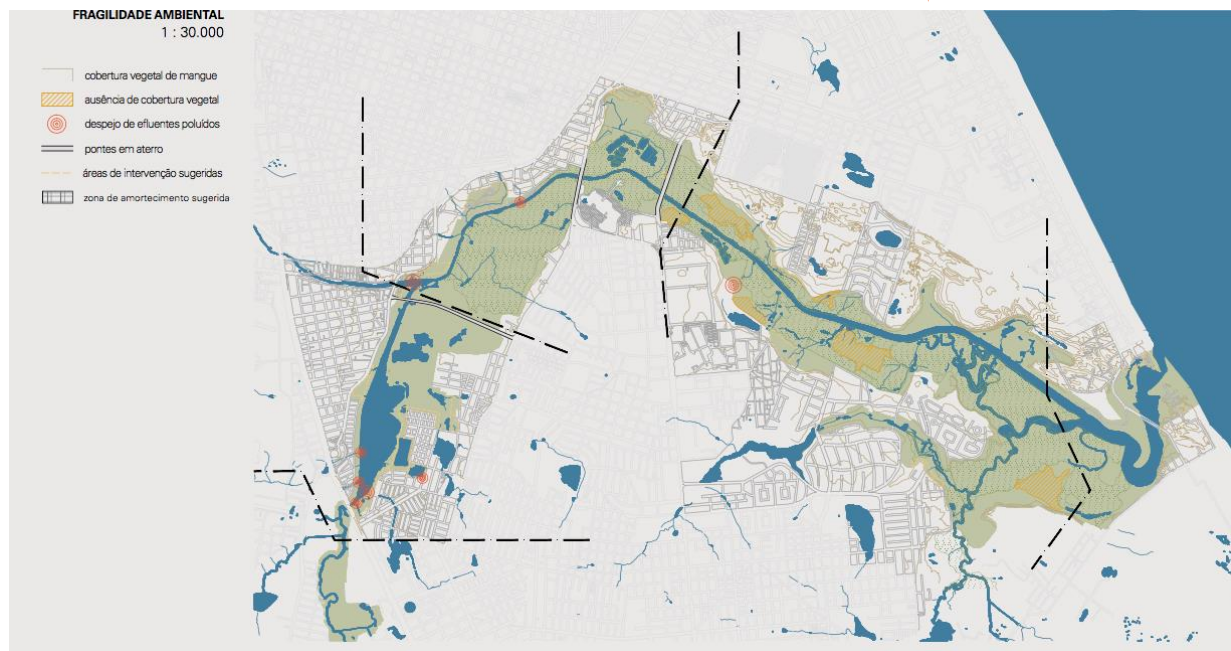 FRAGILIDADE AMBIENTAL
1 : 30.000
cobertura vegetal de mangue
ausência de cobertura vegetal
despejo de efluentes poluídos
pontes em aterro
áreas de intervenção sugeridas
zona de amortecimento sugerida